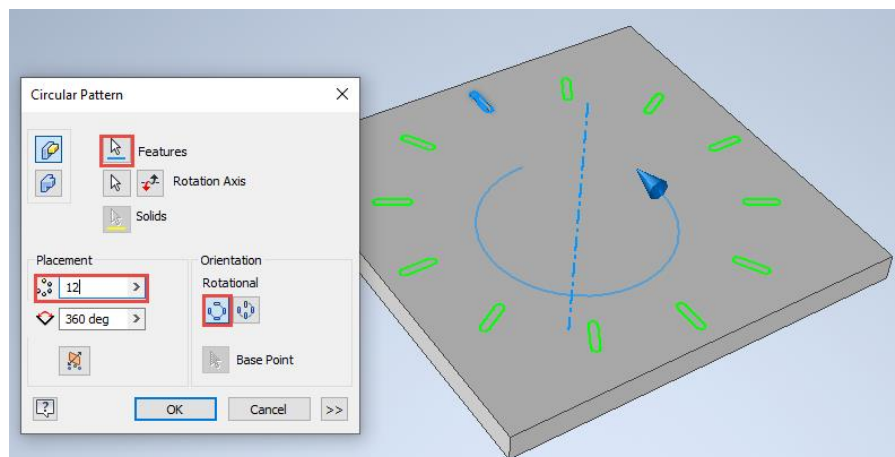 Circular Pattern
Features
Rotation Axis
Solids
Placement
Orientation
12
Rotational
360 deg
Base Point
?
OK
Cancel
>>